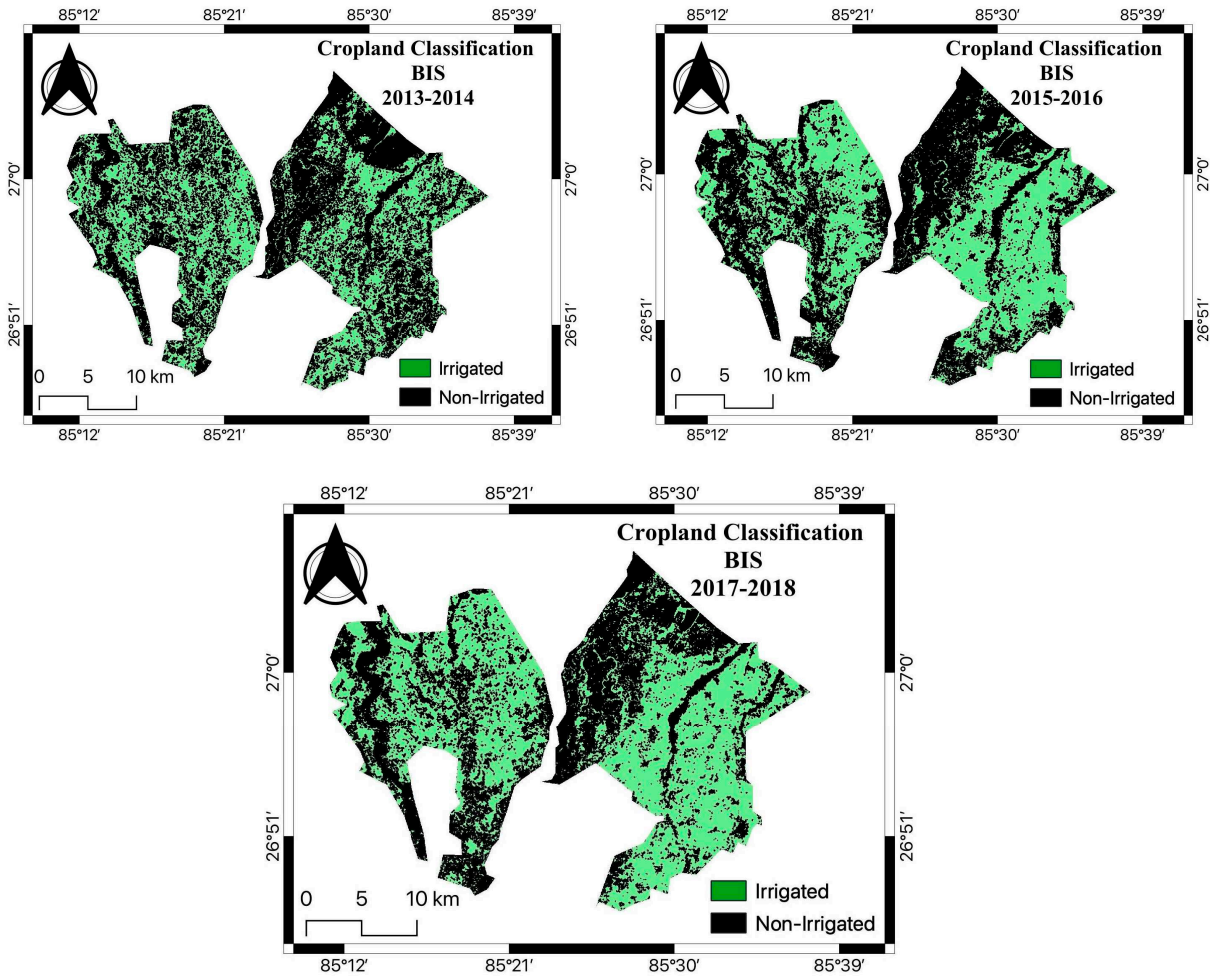 85°12′ 85°21′ 85°30′ 85°39′
Cropland Classification
BIS
2013-2014
27°0′ 27°0′
26°51′ 26°51′
0 5 10 km
Irrigated
Non-Irrigated
85°12′ 85°21′ 85°30′ 85°39′
85°12′ 85°21′ 85°30′ 85°39′
Cropland Classification
BIS
2015-2016
27°0′ 27°0′
26°51′ 26°51′
0 5 10 km
Irrigated
Non-Irrigated
85°12′ 85°21′ 85°30′ 85°39′
85°12′ 85°21′ 85°30′ 85°39′
Cropland Classification
BIS
2017-2018
27°0′ 27°0′
26°51′ 26°51′
0 5 10 km
Irrigated
Non-Irrigated
85°12′ 85°21′ 85°30′ 85°39′